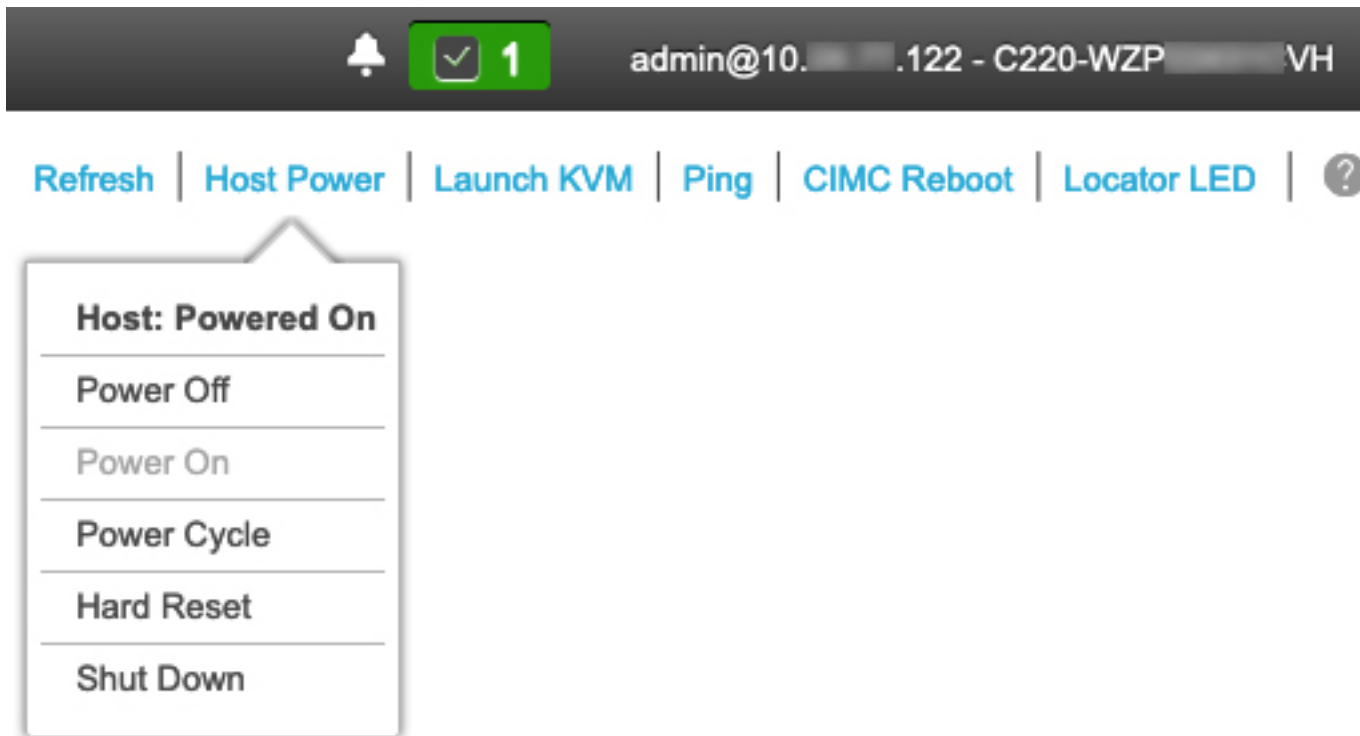 1 admin@10. .122 - C220-WZP VH
Refresh | Host Power | Launch KVM | Ping | CIMC Reboot | Locator LED | ?
Host: Powered On
Power Off
Power On
Power Cycle
Hard Reset
Shut Down